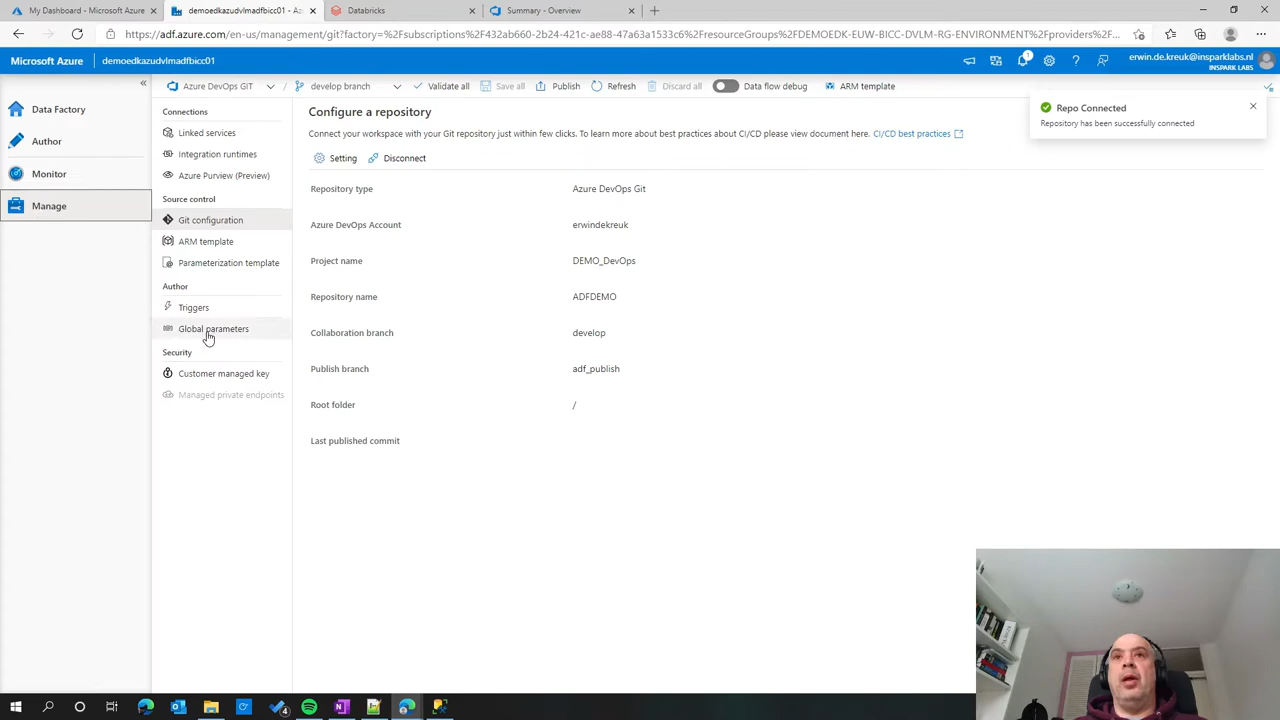 My Dashboard - Microsoft Azure
demoedkazudvlmadfbicc01 - Az
Databricks
Summary - Overview
https://adf.azure.com/en-us/management/git?factory=%2Fsubscriptions%2F432ab660-2b24-421c-ae88-47a63a1533c6%2FresourceGroups%2FDEMOEDK-EUW-BICC-DVLM-RG-ENVIRONMENT%2Fproviders%2F...
Microsoft Azure
demoedkazudvlmadfbicc01
1
erwin.de.kreuk@insparklabs.nl
INSPARK LABS
Data Factory
Author
Monitor
Manage
Azure DevOps GIT
/
develop branch
Validate all
Save all
Publish
Refresh
Discard all
Data flow debug
ARM template
Connections
Linked services
Integration runtimes
Azure Purview (Preview)
Source control
Git configuration
ARM template
Parameterization template
Author
Triggers
Global parameters
Security
Customer managed key
Managed private endpoints
Configure a repository
Connect your workspace with your Git repository just within few clicks. To learn more about best practices about CI/CD please view document here. CI/CD best practices
Setting
Disconnect
Repository type Azure DevOps Git
Azure DevOps Account erwindekreuk
Project name DEMO_DevOps
Repository name ADFDEMO
Collaboration branch develop
Publish branch adf_publish
Root folder /
Last published commit
Repo Connected
Repository has been successfully connected